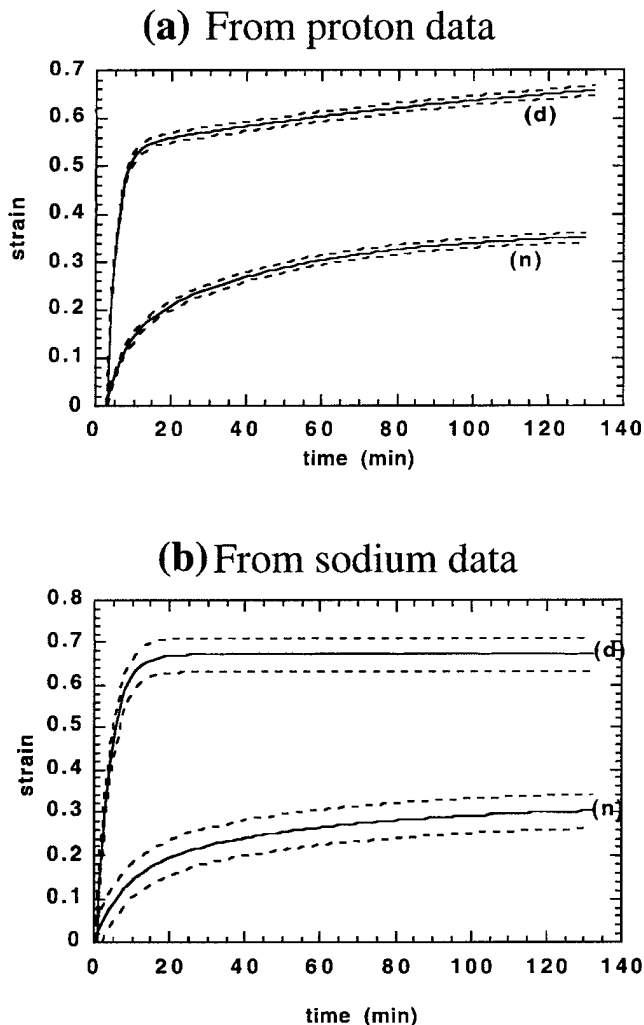 (a) From proton data
0.7
0.6
0.5
0.4
0.3
0.2
0.1
0
strain
(d)
(n)
0 20 40 60 80 100 120 140
time (min)
(b) From sodium data
0.8
0.7
0.6
0.5
0.4
0.3
0.2
0.1
0
strain
(d)
(n)
0 20 40 60 80 100 120 140
time (min)